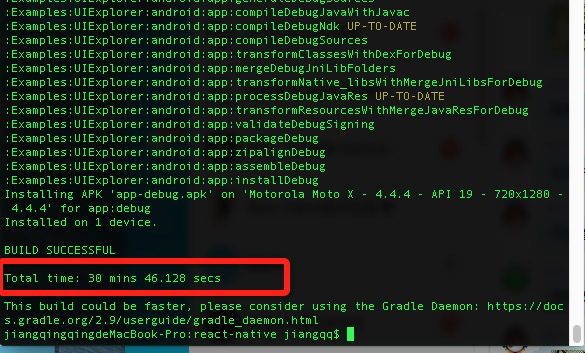 :Examples:UIExplorer:android:app:generateDebugSources
:Examples:UIExplorer:android:app:compileDebugJavaWithJavac
:Examples:UIExplorer:android:app:compileDebugNdk UP-TO-DATE
:Examples:UIExplorer:android:app:compileDebugSources
:Examples:UIExplorer:android:app:transformClassesWithDexForDebug
:Examples:UIExplorer:android:app:mergeDebugJniLibFolders
:Examples:UIExplorer:android:app:transformNative_libsWithMergeJniLibsForDebug
:Examples:UIExplorer:android:app:processDebugJavaRes UP-TO-DATE
:Examples:UIExplorer:android:app:transformResourcesWithMergeJavaResForDebug
:Examples:UIExplorer:android:app:validateDebugSigning
:Examples:UIExplorer:android:app:packageDebug
:Examples:UIExplorer:android:app:zipalignDebug
:Examples:UIExplorer:android:app:assembleDebug
:Examples:UIExplorer:android:app:installDebug
Installing APK 'app-debug.apk' on 'Motorola Moto X - 4.4.4 - API 19 - 720x1280 -
4.4.4' for app:debug
Installed on 1 device.
BUILD SUCCESSFUL
Total time: 30 mins 46.128 secs
This build could be faster, please consider using the Gradle Daemon: https://doc
s.gradle.org/2.9/userguide/gradle_daemon.html
jiangqingqingdeMacBook-Pro:react-native jiangqq$